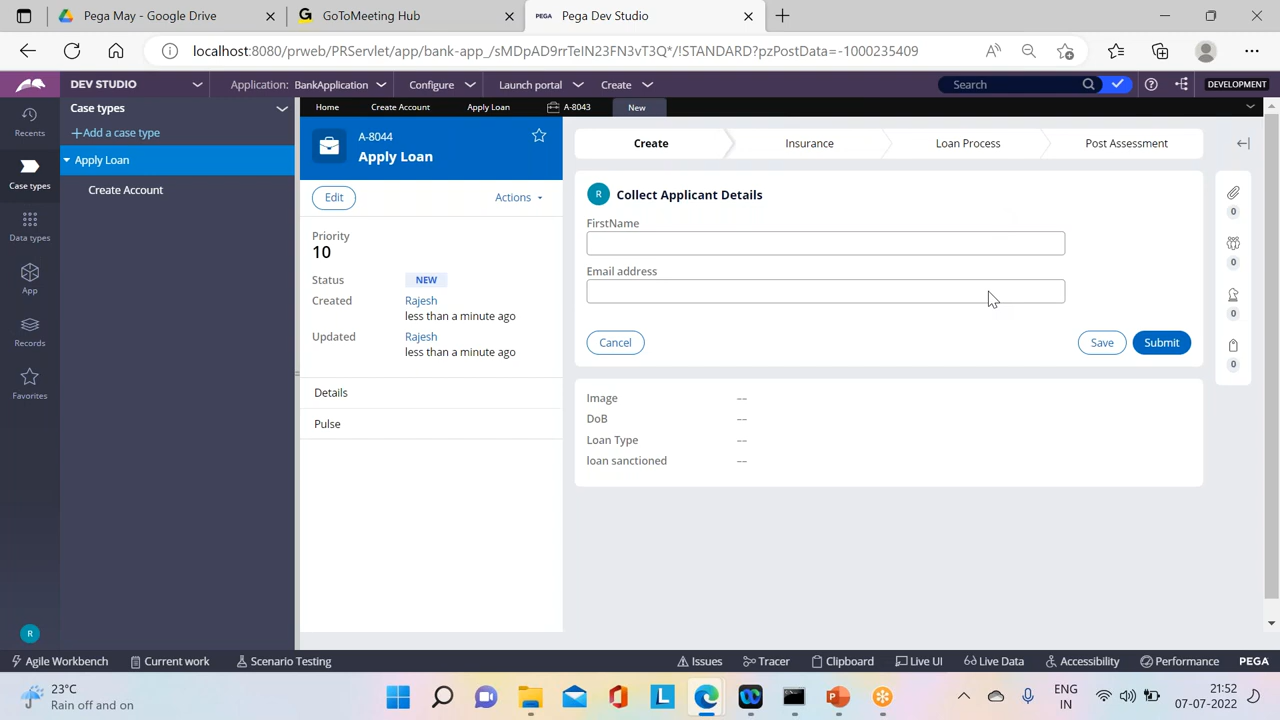 Pega May - Google Drive
GoToMeeting Hub
PEGA Pega Dev Studio
localhost:8080/prweb/PRServlet/app/bank-app_/sMDpAD9rrTeIN23FN3vT3Q*/!STANDARD?pzPostData=-1000235409
DEV STUDIO
Application: BankApplication
Configure
Launch portal
Create
Search
DEVELOPMENT
Recents
Case types
Data types
App
Records
Favorites
R
Case types
+Add a case type
Apply Loan
Create Account
Home
Create Account
Apply Loan
A-8043
New
A-8044
Apply Loan
Edit
Actions
Priority
10
Status NEW
Created Rajesh
less than a minute ago
Updated Rajesh
less than a minute ago
Details
Pulse
Create
Insurance
Loan Process
Post Assessment
R Collect Applicant Details
FirstName
Email address
Cancel
Save
Submit
Image --
DoB --
Loan Type --
loan sanctioned --
0
0
0
0
Agile Workbench
Current work
Scenario Testing
Issues
Tracer
Clipboard
Live UI
Live Data
Accessibility
Performance
PEGA
23°C
Rain off and on
L
ENG
IN
21:52
07-07-2022